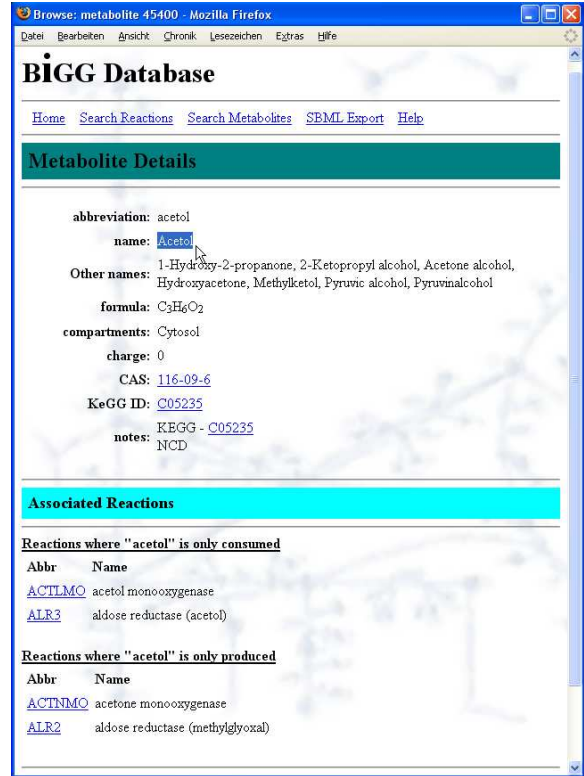 Browse: metabolite 45400 - Mozilla Firefox
Datei Bearbeiten Ansicht Chronik Lesezeichen Extras Hilfe
BiGG Database
Home Search Reactions Search Metabolites SBML Export Help
Metabolite Details
abbreviation: acetol
name: Acetol
Other names: 1-Hydroxy-2-propanone, 2-Ketopropyl alcohol, Acetone alcohol,
Hydroxyacetone, Methylketol, Pyruvic alcohol, Pyruvinalcohol
formula: C3H6O2
compartments: Cytosol
charge: 0
CAS: 116-09-6
KeGG ID: C05235
notes: KEGG - C05235
NCD
Associated Reactions
Reactions where "acetol" is only consumed
Abbr Name
ACTLMO acetol monooxygenase
ALR3 aldose reductase (acetol)
Reactions where "acetol" is only produced
Abbr Name
ACTNMO acetone monooxygenase
ALR2 aldose reductase (methylglyoxal)